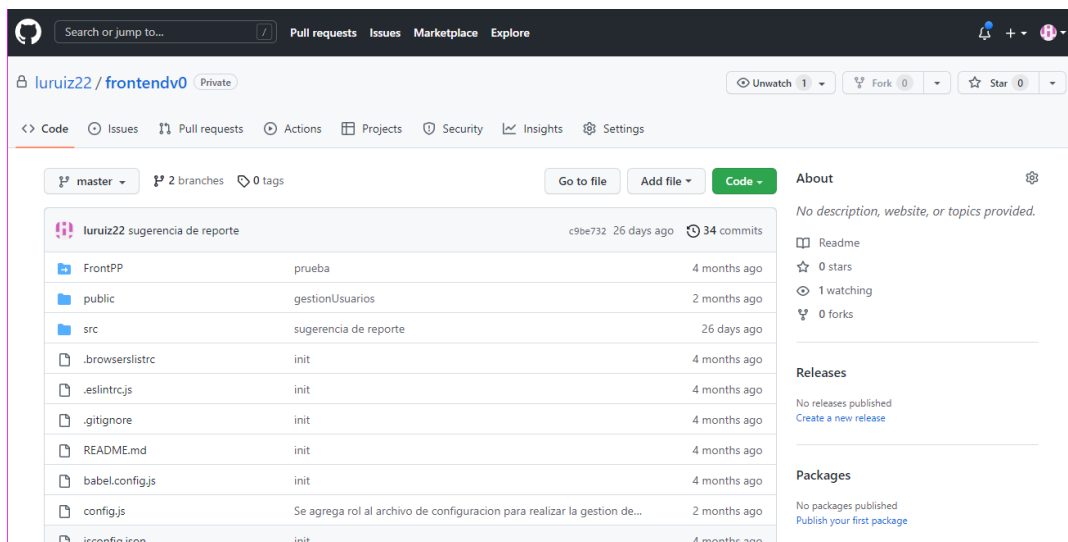 Search or jump to... / Pull requests Issues Marketplace Explore
luruiz22 / frontendv0 Private Unwatch 1 Fork 0 Star 0
Code Issues Pull requests Actions Projects Security Insights Settings
master 2 branches 0 tags Go to file Add file Code
luruiz22 sugerencia de reporte c9be732 26 days ago 34 commits
FrontPP prueba 4 months ago
public gestionUsuarios 2 months ago
src sugerencia de reporte 26 days ago
.browserslistrc init 4 months ago
.eslintrc.js init 4 months ago
.gitignore init 4 months ago
README.md init 4 months ago
babel.config.js init 4 months ago
config.js Se agrega rol al archivo de configuracion para realizar la gestion de... 2 months ago
jsconfig.json init 4 months ago
About
No description, website, or topics provided.
Readme
0 stars
1 watching
0 forks
Releases
No releases published
Create a new release
Packages
No packages published
Publish your first package